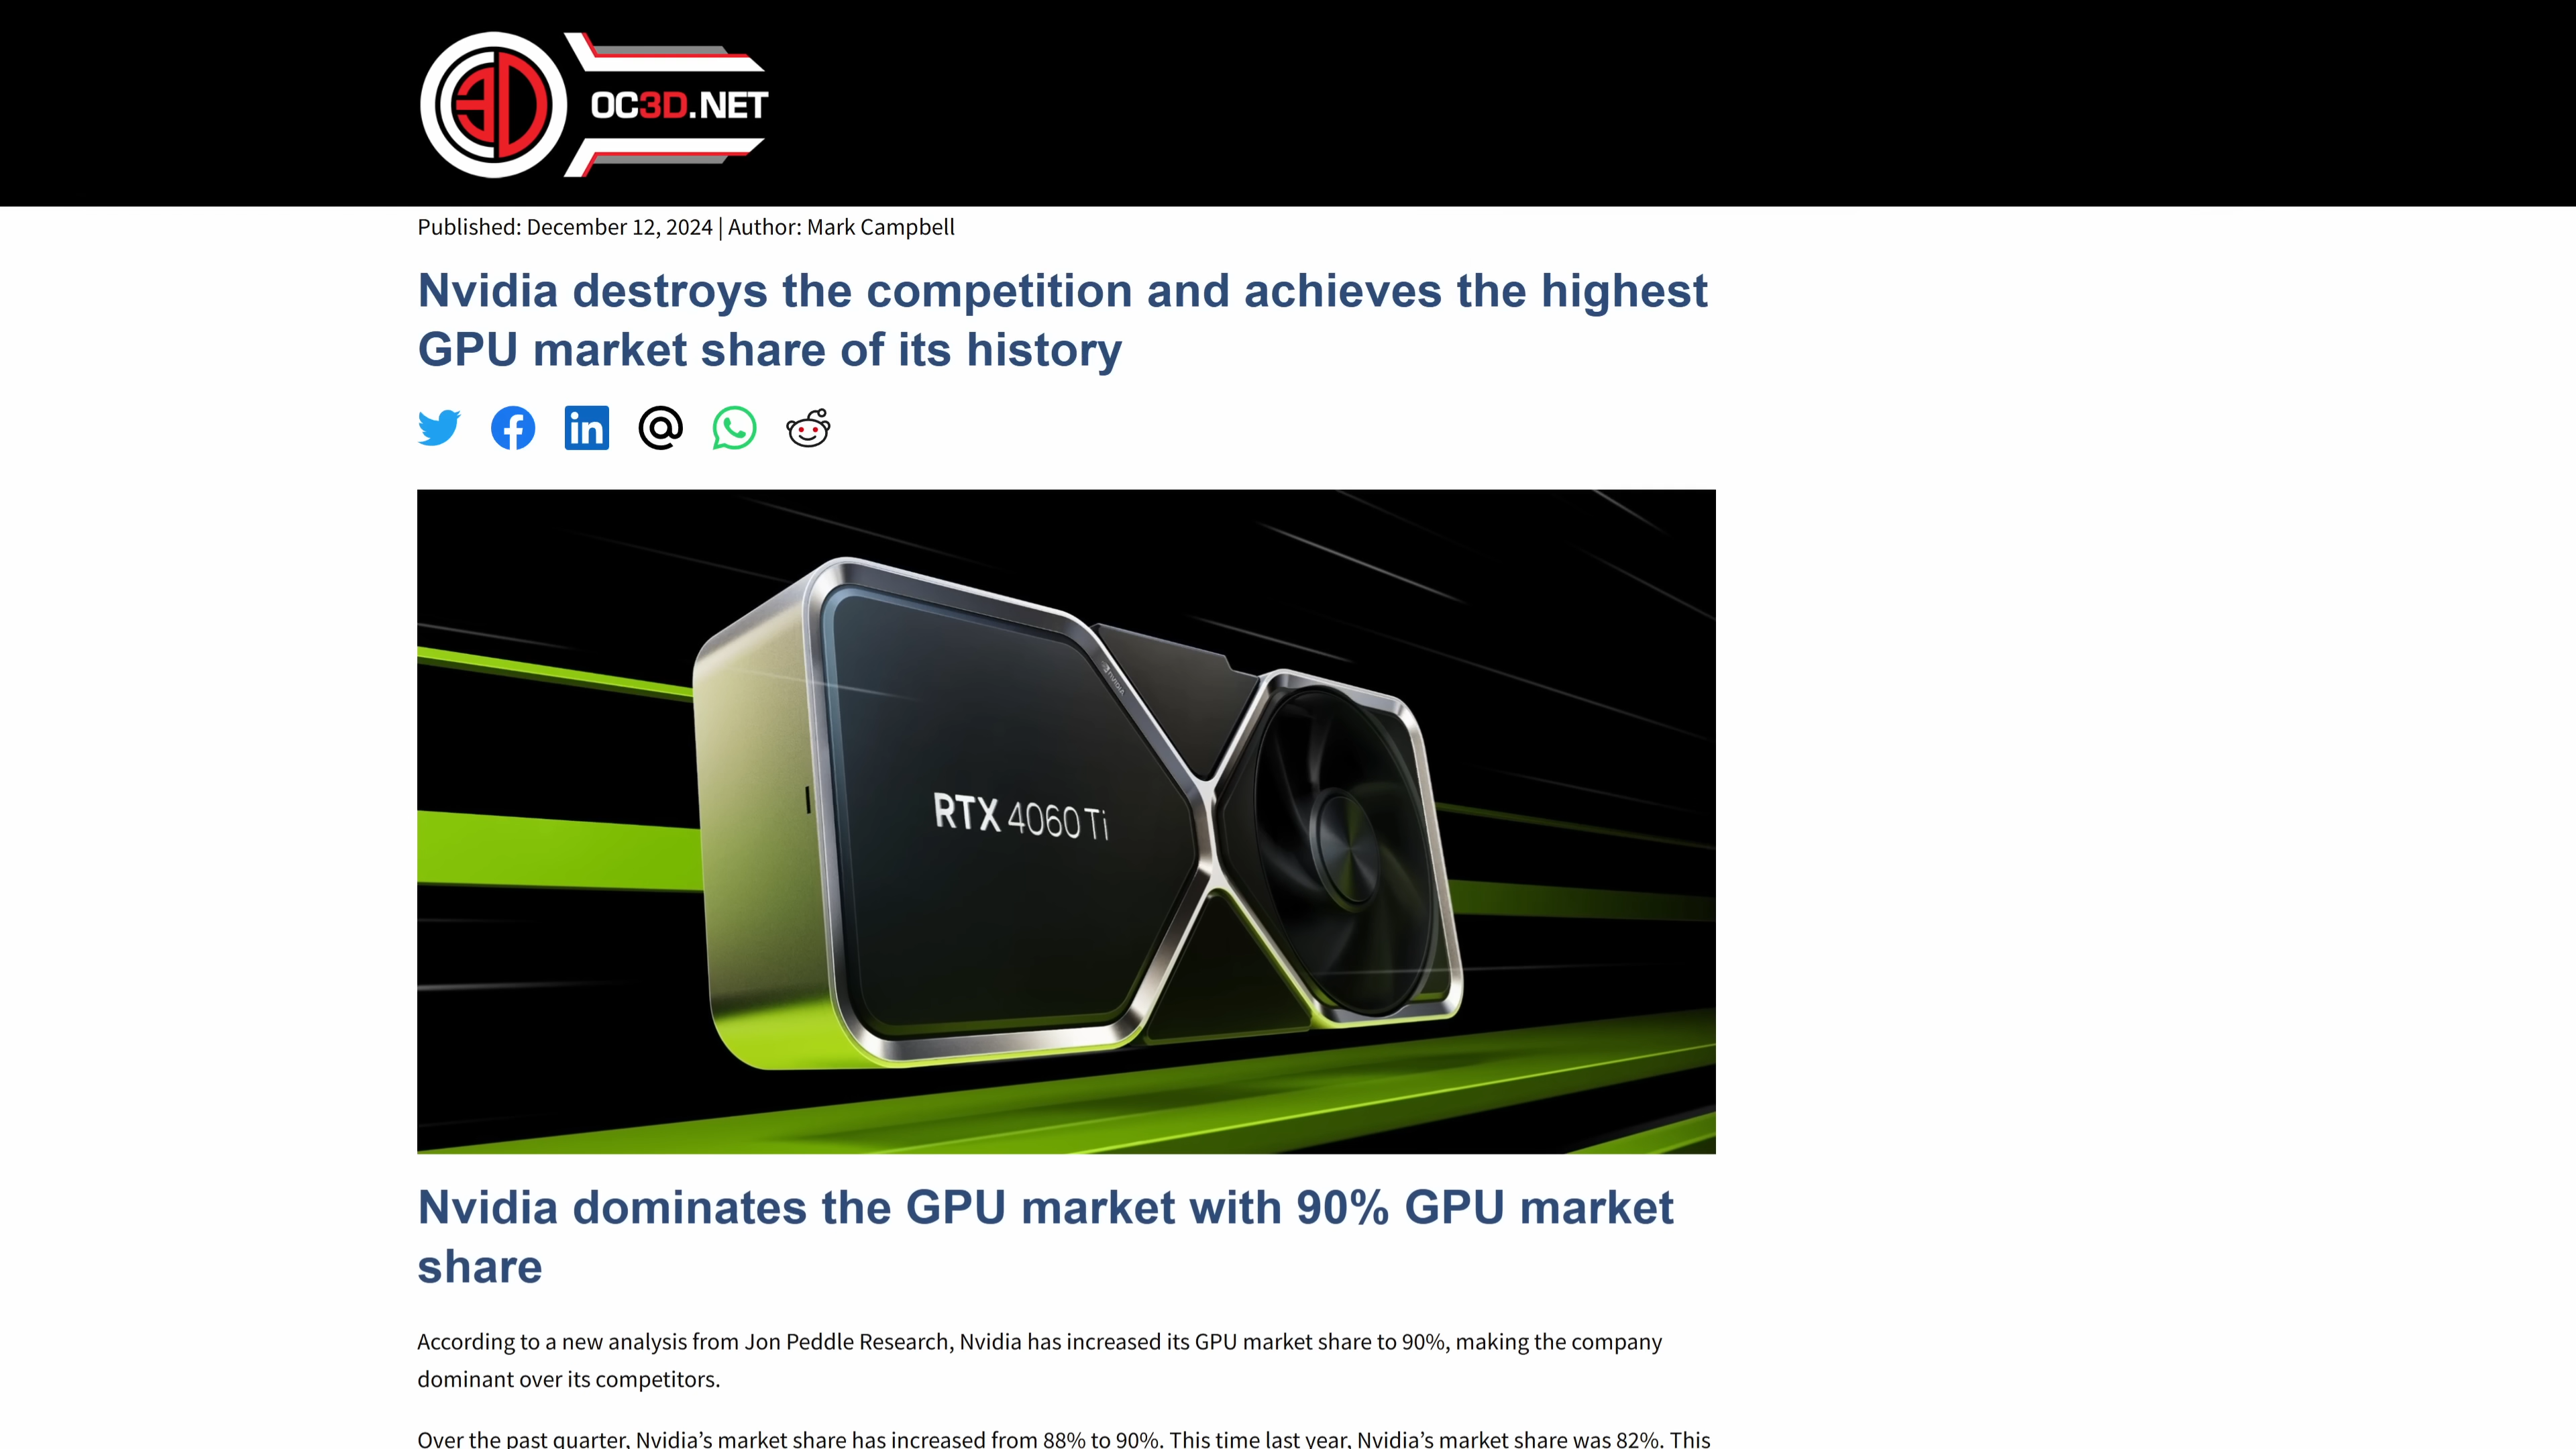 OC3D.NET
Published: December 12, 2024 | Author: Mark Campbell
Nvidia destroys the competition and achieves the highest
GPU market share of its history
in
NVIDIA
RTX 4060 Ti
Nvidia dominates the GPU market with 90% GPU market
share
According to a new analysis from Jon Peddle Research, Nvidia has increased its GPU market share to 90%, making the company
dominant over its competitors.
Over the past quarter, Nvidia’s market share has increased from 88% to 90%. This time last year, Nvidia’s market share was 82%. This